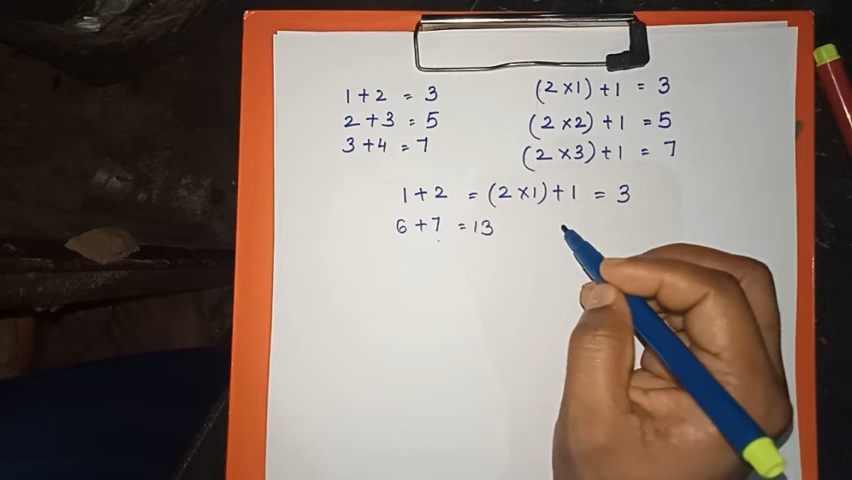 1 + 2 = 3 (2 × 1) + 1 = 3
2 + 3 = 5 (2 × 2) + 1 = 5
3 + 4 = 7 (2 × 3) + 1 = 7
1 + 2 = (2 × 1) + 1 = 3
6 + 7 = 13